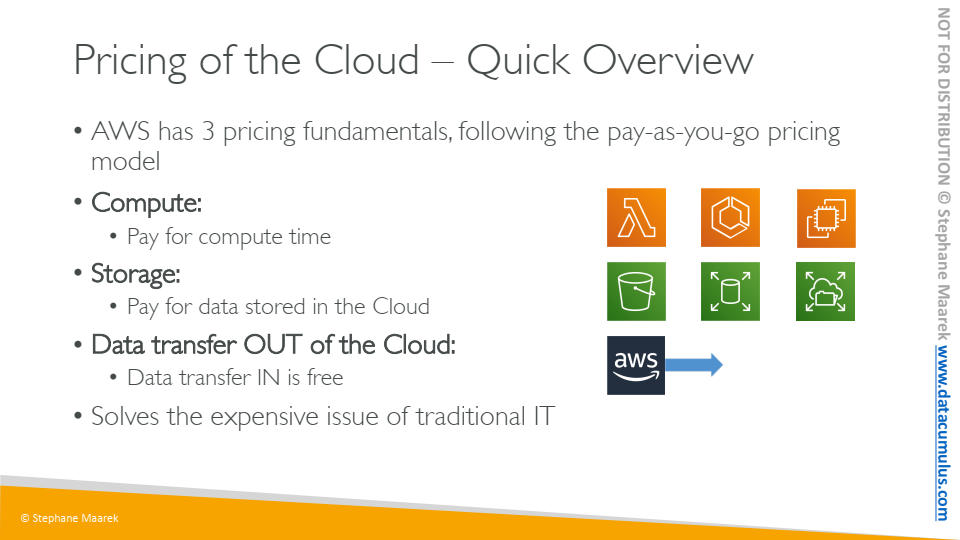 Pricing of the Cloud – Quick Overview
• AWS has 3 pricing fundamentals, following the pay-as-you-go pricing
model
• Compute:
• Pay for compute time
• Storage:
• Pay for data stored in the Cloud
• Data transfer OUT of the Cloud:
• Data transfer IN is free
• Solves the expensive issue of traditional IT
aws
© Stephane Maarek
NOT FOR DISTRIBUTION © Stephane Maarek www.datacumulus.com